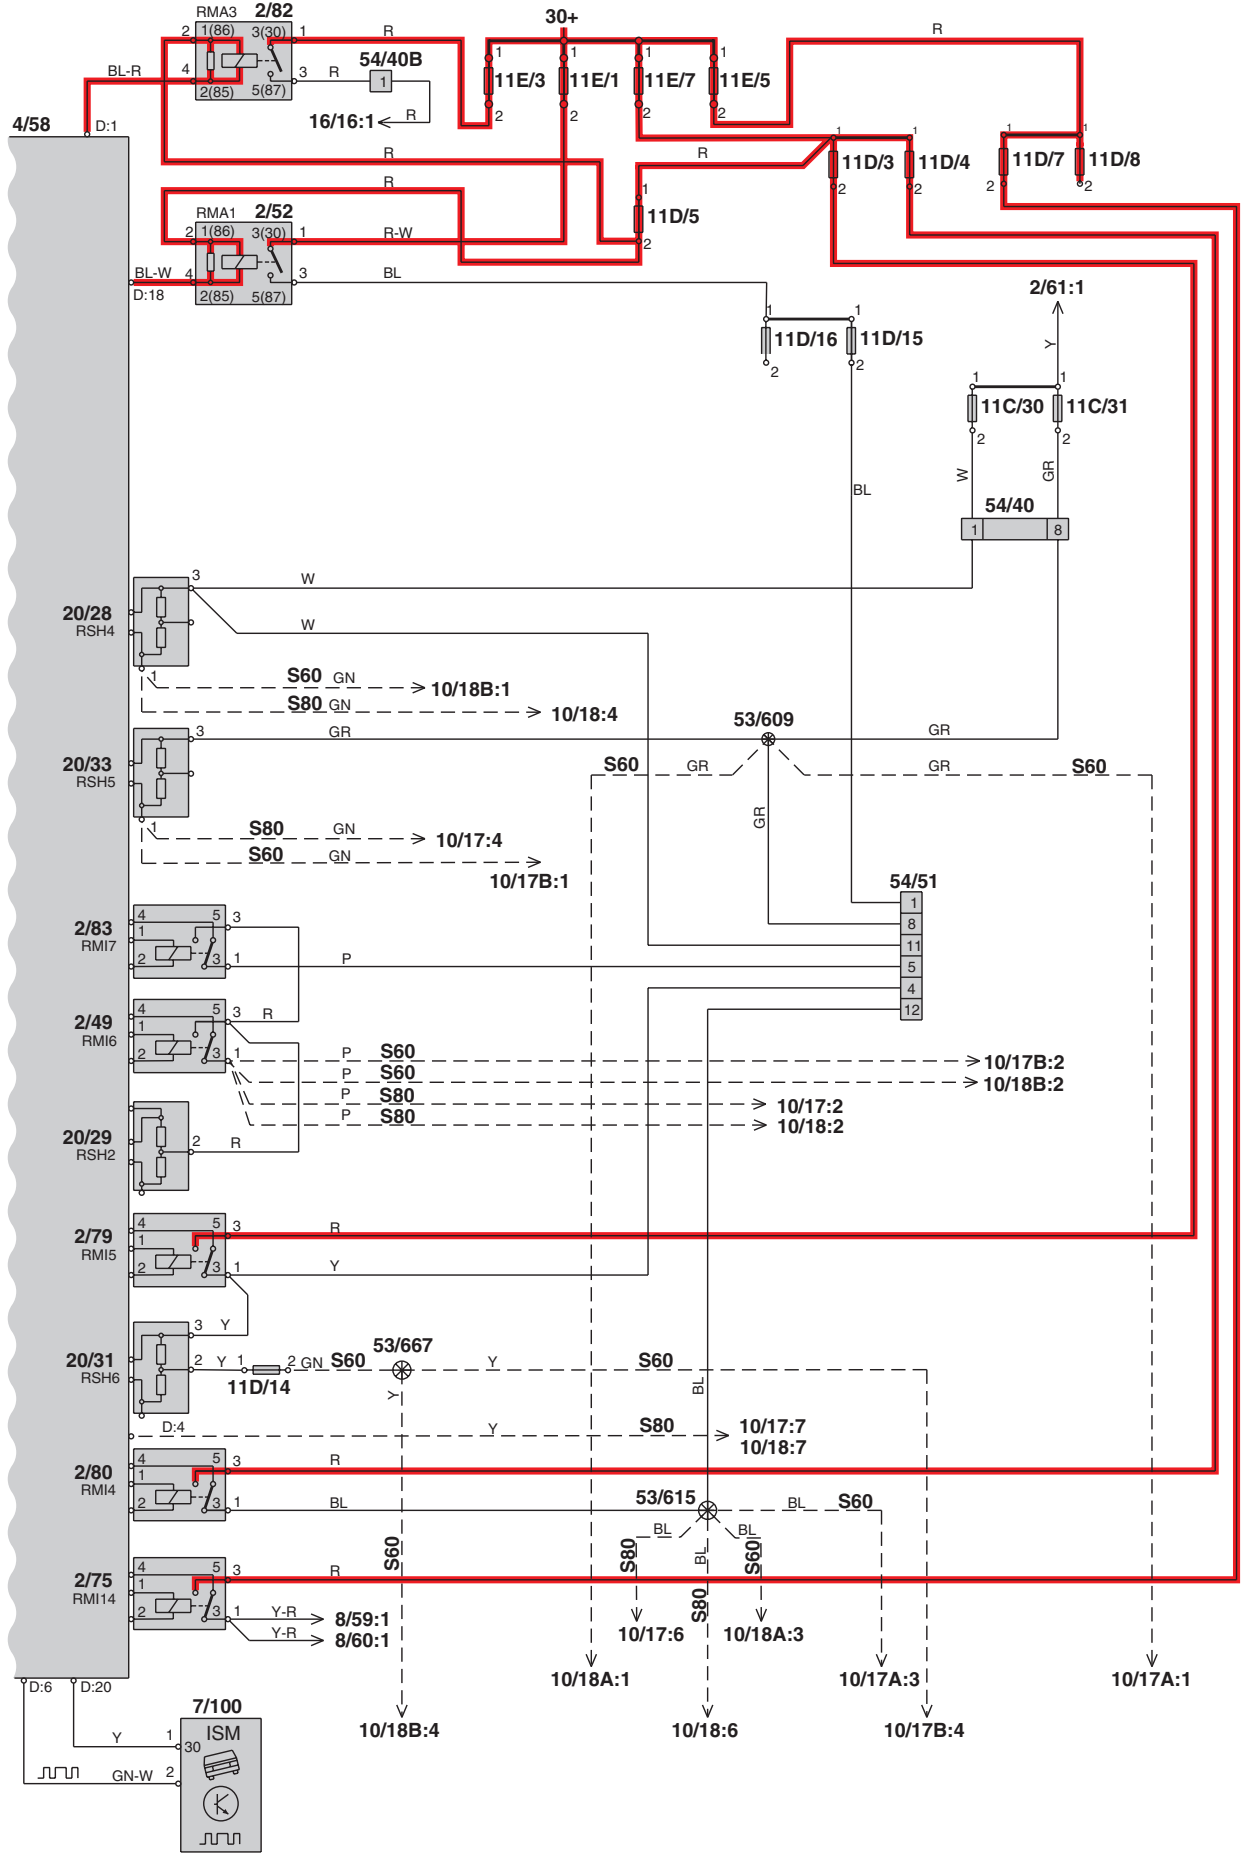 RMA3 2/82 30+
2 1(86) 3(30) 1 R R
BL-R 4 3 R 54/40B 1
2(85) 5(87)
1 1 1 1
11E/3 11E/1 11E/7 11E/5
2 2 2 2
16/16:1 R
4/58 D:1
R R
1 1 1 1
11D/3 11D/4 11D/7 11D/8
2 2 2 2
R
1
11D/5
2
RMA1 2/52
2 1(86) 3(30) 1 R-W
BL-W 4 3 BL
D:18 2(85) 5(87)
2/61:1
Y
1 1
11D/16 11D/15
2 2
1 1
11C/30 11C/31
2 2
W GR
BL
54/40
1 8
3 W
20/28
RSH4
W
1 S60 GN 10/18B:1
S80 GN 10/18:4
53/609
3 GR GR
20/33
RSH5
S60 GR GR S60
GR
1 S80 GN 10/17:4
S60 GN 10/17B:1
54/51
1
8
11
5
4
12
4 5 3
2/83 1
RMI7
2 3 1 P
4 5 3 R
2/49 1
RMI6
2 3 1 P S60 10/17B:2
P S60 10/18B:2
P S80 10/17:2
P S80 10/18:2
20/29
RSH2
2 R
4 5 3 R
2/79 1
RMI5
2 3 1 Y
3 Y
20/31
RSH6
2 Y 1 2 GN S60 53/667 Y S60
11D/14
Y BL
D:4 Y S80 10/17:7
10/18:7
4 5 3 R
2/80 1
RMI4
2 3 1 BL 53/615 BL S60
BL BL BL
S60 S80 S80 S60
4 5 3 R
2/75 1
RMI14
2 3 1 Y-R 8/59:1
Y-R 8/60:1
10/17:6 10/18A:3
10/18A:1 10/17A:3 10/17A:1
D:6 D:20
10/18B:4 10/18:6 10/17B:4
7/100
Y 1 30 ISM
GN-W 2